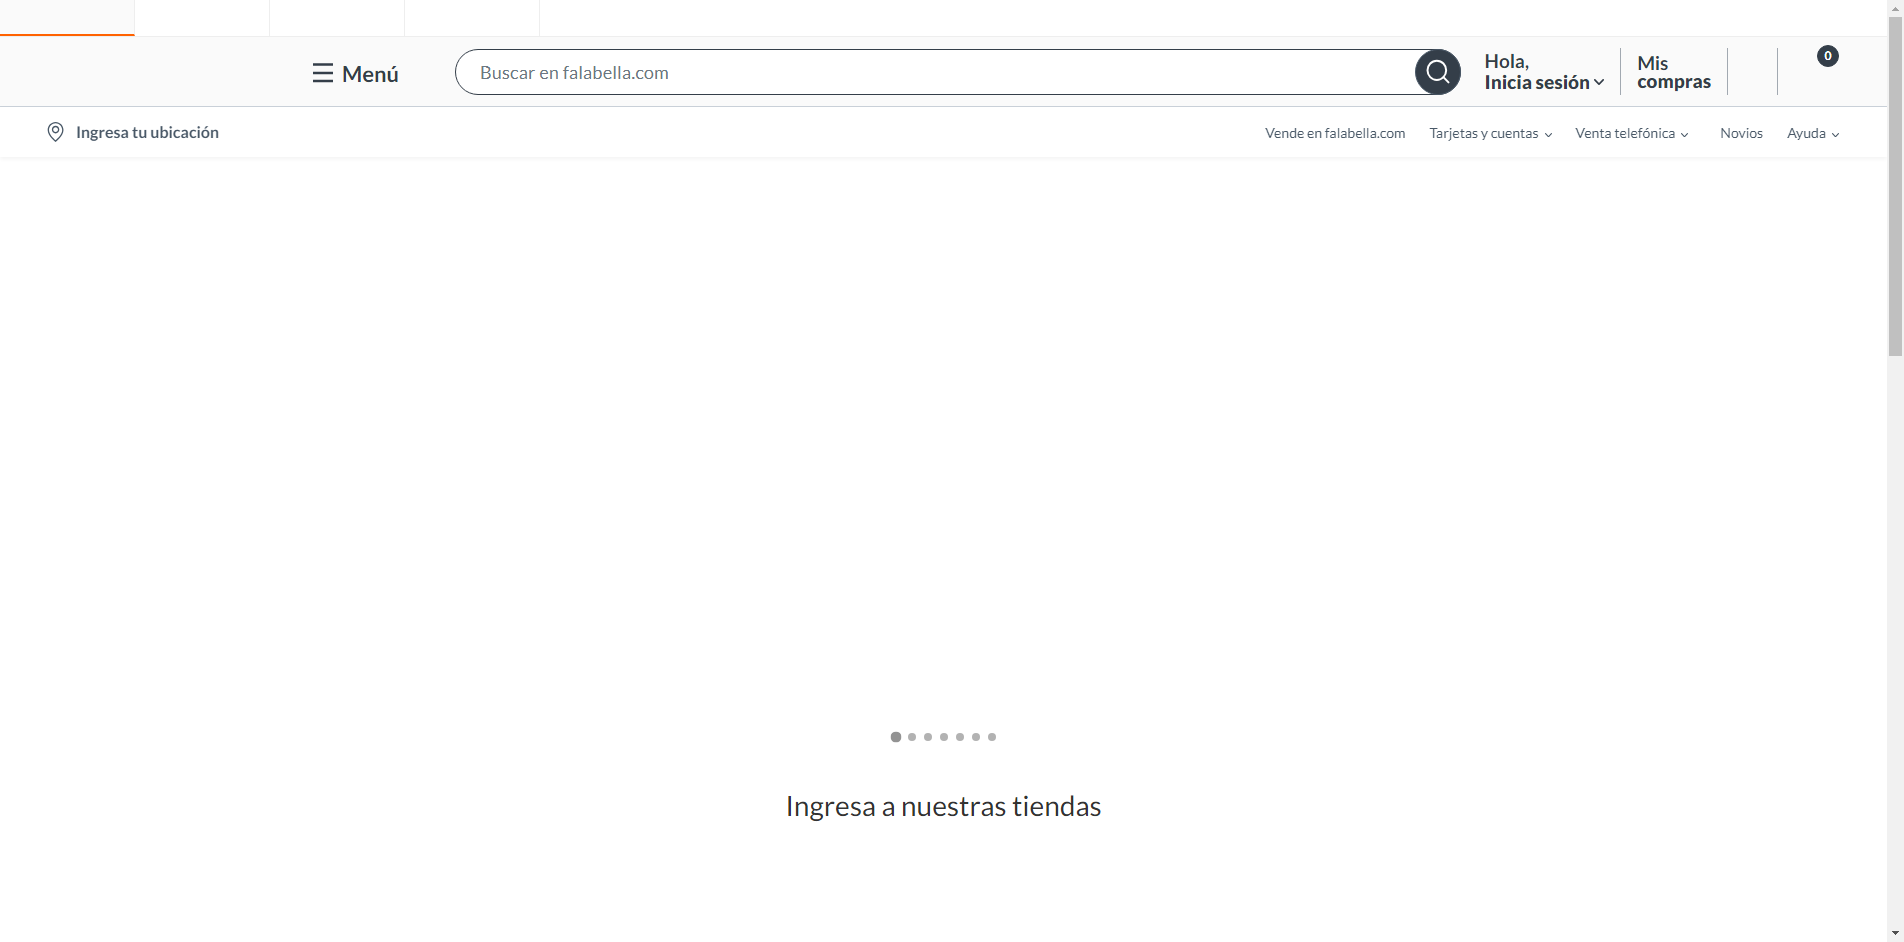 Menú
Buscar en falabella.com
Hola,
Inicia sesión
Mis
compras
0
Ingresa tu ubicación
Vende en falabella.com
Tarjetas y cuentas
Venta telefónica
Novios
Ayuda
Ingresa a nuestras tiendas